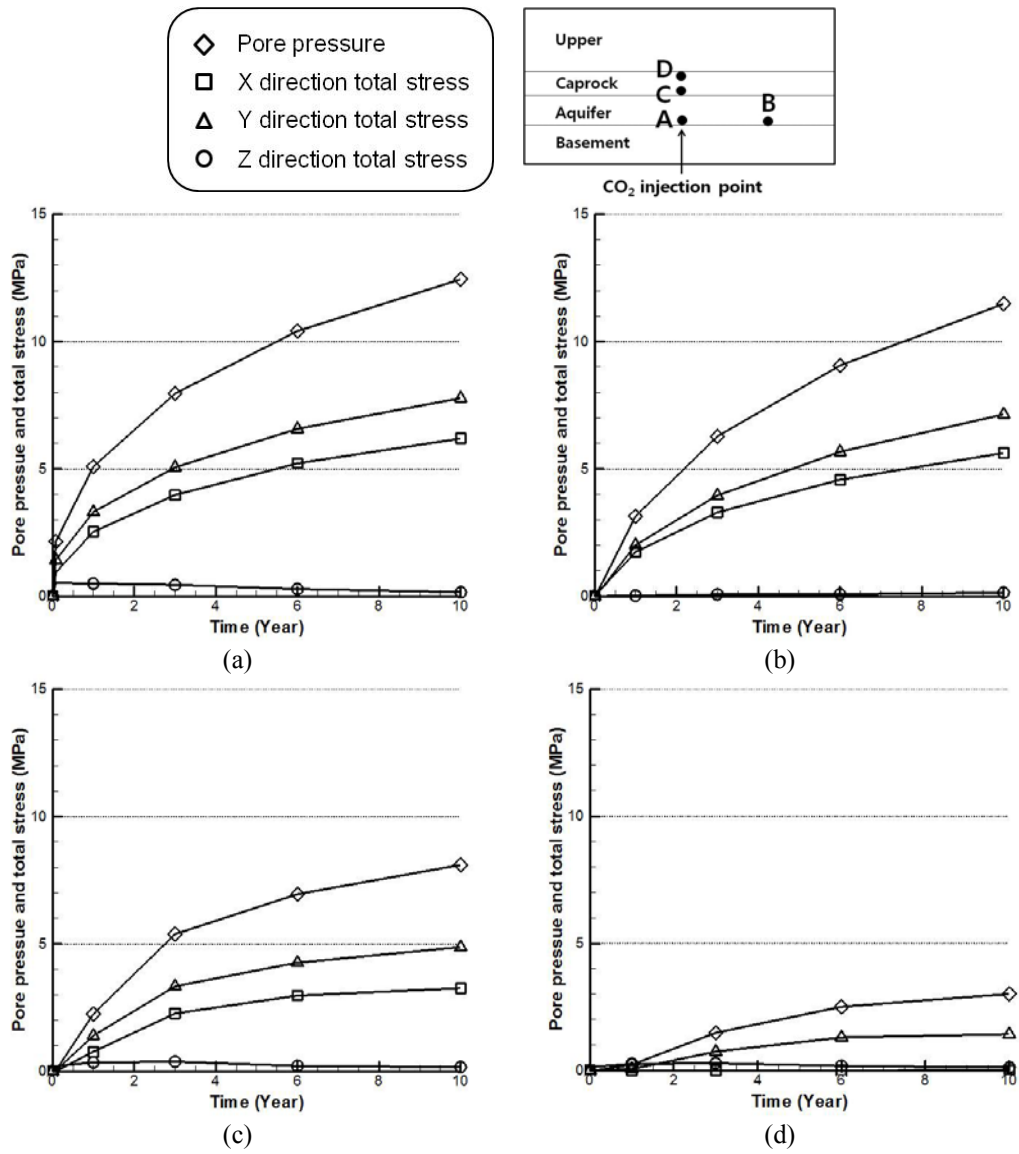 Pore pressure
X direction total stress
Y direction total stress
Z direction total stress
Upper
D
Caprock
C
B
Aquifer
A
Basement
CO₂ injection point
15
10
5
0
Pore pressue and total stress (MPa)
0 2 4 6 8 10
Time (Year)
(a)
15
10
5
0
Pore pressue and total stress (MPa)
0 2 4 6 8 10
Time (Year)
(b)
15
10
5
0
Pore pressue and total stress (MPa)
0 2 4 6 8 10
Time (Year)
(c)
15
10
5
0
Pore pressue and total stress (MPa)
0 2 4 6 8 10
Time (Year)
(d)